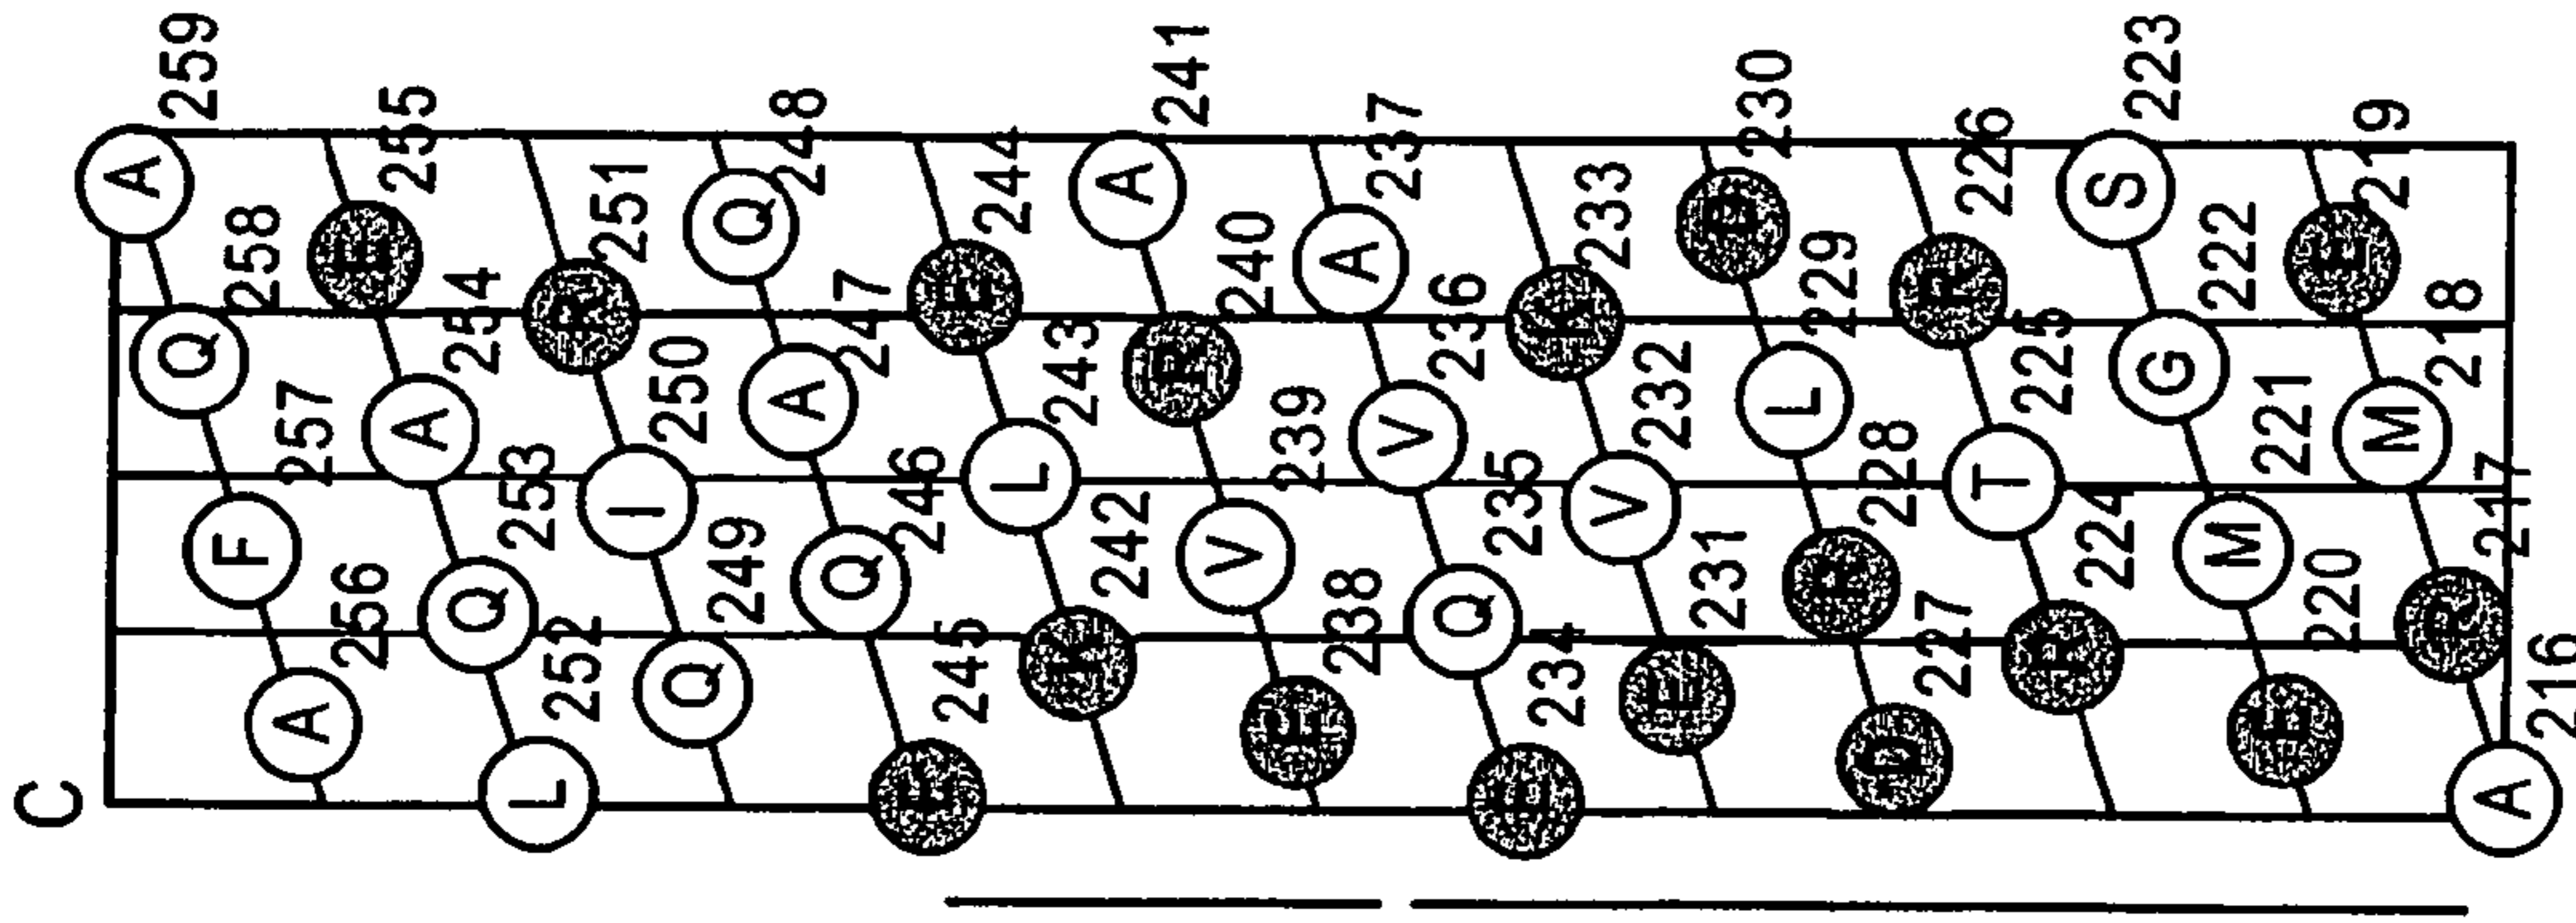 C
A 256 F 257 Q 258 A 259
L 252 Q 253 A 254 E 255
Q 249 I 250 R 251
E 245 Q 246 A 247 Q 248
K 242 L 243 E 244
E 238 V 239 R 240 A 241
E 234 Q 235 V 236 A 237
E 231 V 232 K 233
D 227 R 228 L 229 230
R 224 T 225 R 226
E 220 M 221 G 222 S 223
A 216 R 217 M 218 E 219